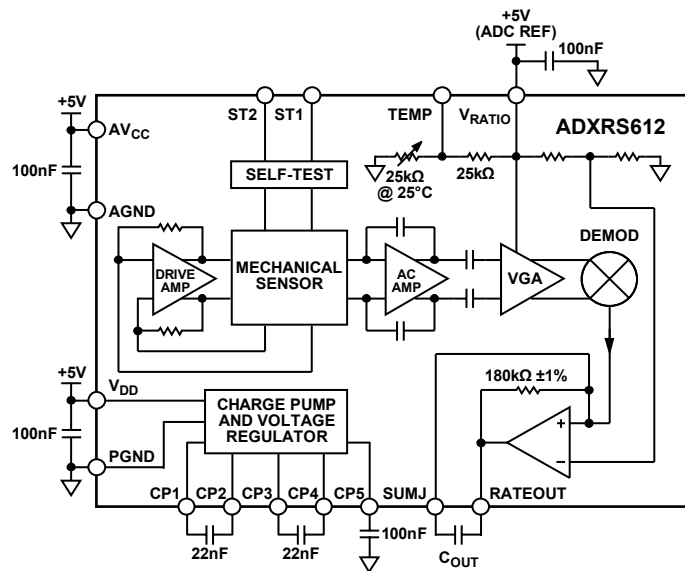 +5V
(ADC REF)
100nF
+5V
ST2 ST1 TEMP VRATIO ADXRS612
AVCC
100nF
25kΩ
@ 25°C
25kΩ
SELF-TEST
AGND
DEMOD
DRIVE
AMP
MECHANICAL
SENSOR
AC
AMP
VGA
+5V
VDD
180kΩ ±1%
CHARGE PUMP
AND VOLTAGE
REGULATOR
100nF
+
–
PGND
CP1 CP2 CP3 CP4 CP5 SUMJ RATEOUT
22nF 22nF 100nF
COUT